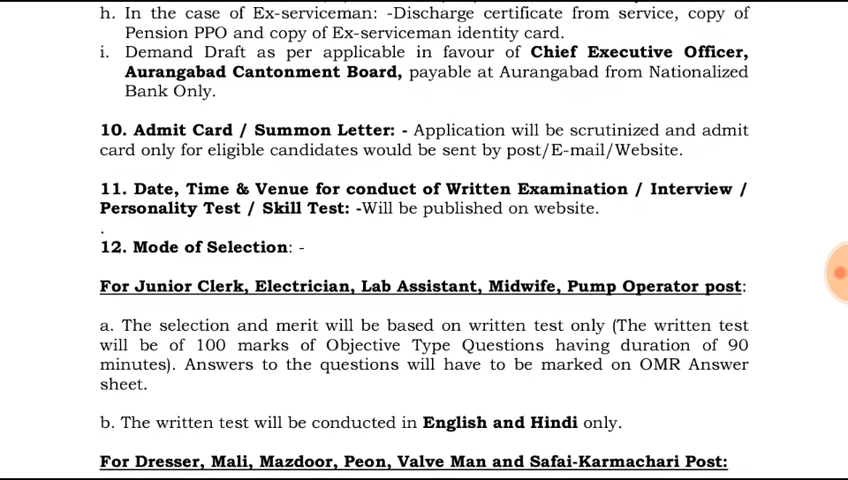 h. In the case of Ex-serviceman: -Discharge certificate from service, copy of
Pension PPO and copy of Ex-serviceman identity card.
i. Demand Draft as per applicable in favour of Chief Executive Officer,
Aurangabad Cantonment Board, payable at Aurangabad from Nationalized
Bank Only.
10. Admit Card / Summon Letter: - Application will be scrutinized and admit
card only for eligible candidates would be sent by post/E-mail/Website.
11. Date, Time & Venue for conduct of Written Examination / Interview /
Personality Test / Skill Test: -Will be published on website.
.
12. Mode of Selection: -
For Junior Clerk, Electrician, Lab Assistant, Midwife, Pump Operator post:
a. The selection and merit will be based on written test only (The written test
will be of 100 marks of Objective Type Questions having duration of 90
minutes). Answers to the questions will have to be marked on OMR Answer
sheet.
b. The written test will be conducted in English and Hindi only.
For Dresser, Mali, Mazdoor, Peon, Valve Man and Safai-Karmachari Post: